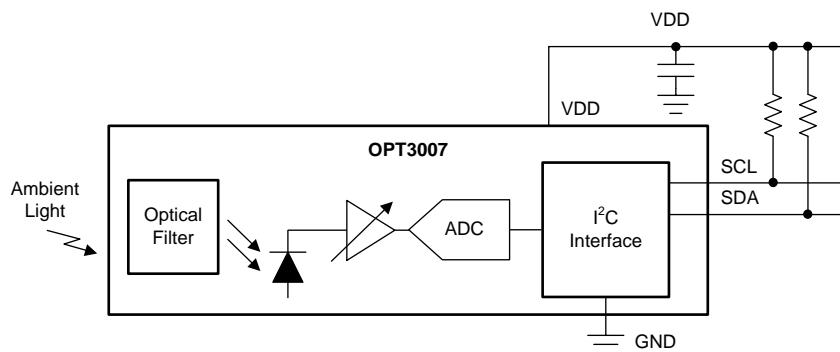 VDD
VDD
OPT3007
SCL
SDA
Ambient
Light
Optical
Filter
ADC
I²C
Interface
GND